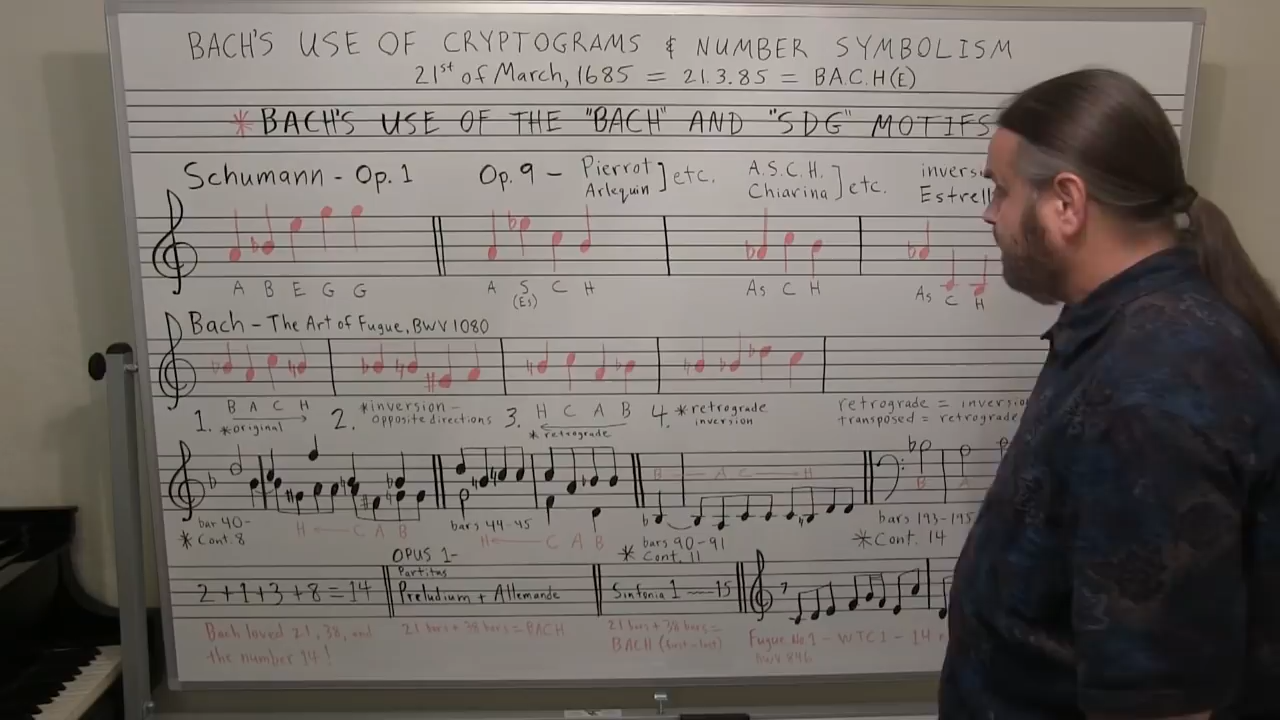 BACH'S USE OF CRYPTOGRAMS & NUMBER SYMBOLISM
21st of March, 1685 = 21.3.85 = B.A.C.H(E)
*BACH'S USE OF THE "BACH" AND "SDG" MOTIFS
Schumann - Op. 1
Op. 9 - Pierrot
Arlequin ] etc.
A.S.C.H.
Chiarina ] etc.
A B E G G
A S C H
(Es)
As C H
As C H
Bach - The Art of Fugue, BWV 1080
1. B A C H
*original
2. *inversion -
opposite directions
3. H C A B
*retrograde
4. *retrograde
inversion
retrograde =
transposed =
B A C H
B A
bar 40-
*Cont. 8
H C A B
bars 44-45
H C A B
bars 90-91
*Cont. 11
bars 193-195
*Cont. 14
2+1+3+8=14
OPUS 1-
Partitas
Preludium + Allemande
Sinfonia 1 - 15
Bach loved 21, 38, and
the number 14!
21 bars + 38 bars = BACH
21 bars + 38 bars =
BACH (first-last)
Fugue No. 1 - WTC 1 - 14
BWV 846